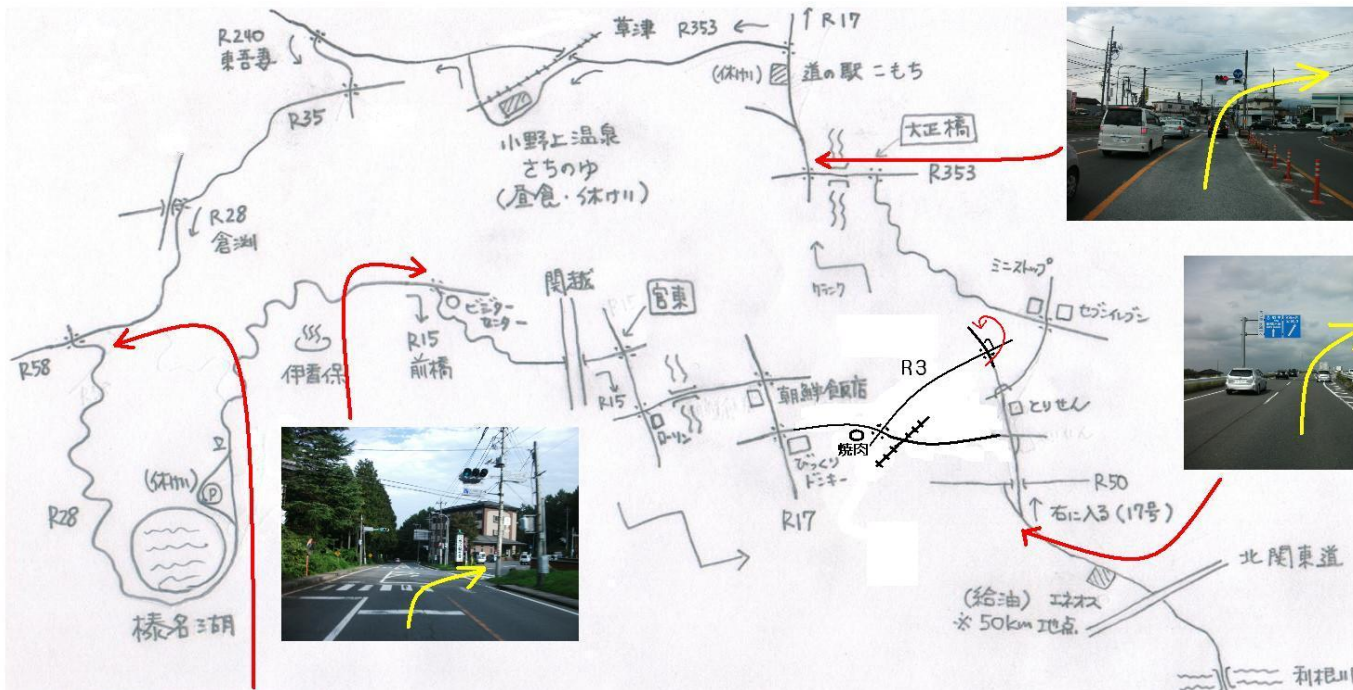 R240
東吾妻
草津 R353
↑R17
(休けい) 道の駅 こもち
R35
小野上温泉
さちのゆ
(昼食・休けい)
大正橋
R353
R28
倉渕
クランク
ミニストップ
セブンイレブン
関越
R15
宮東
ビジターセンター
R15
前橋
伊香保
R58
R3
R15
ローソン
朝鮮飯店
とりせん
焼肉
びっくりドンキー
R17
R50
右に入る(17号)
(休けい)
P
R28
榛名湖
北関東道
(給油) エネオス
※50km地点
利根川